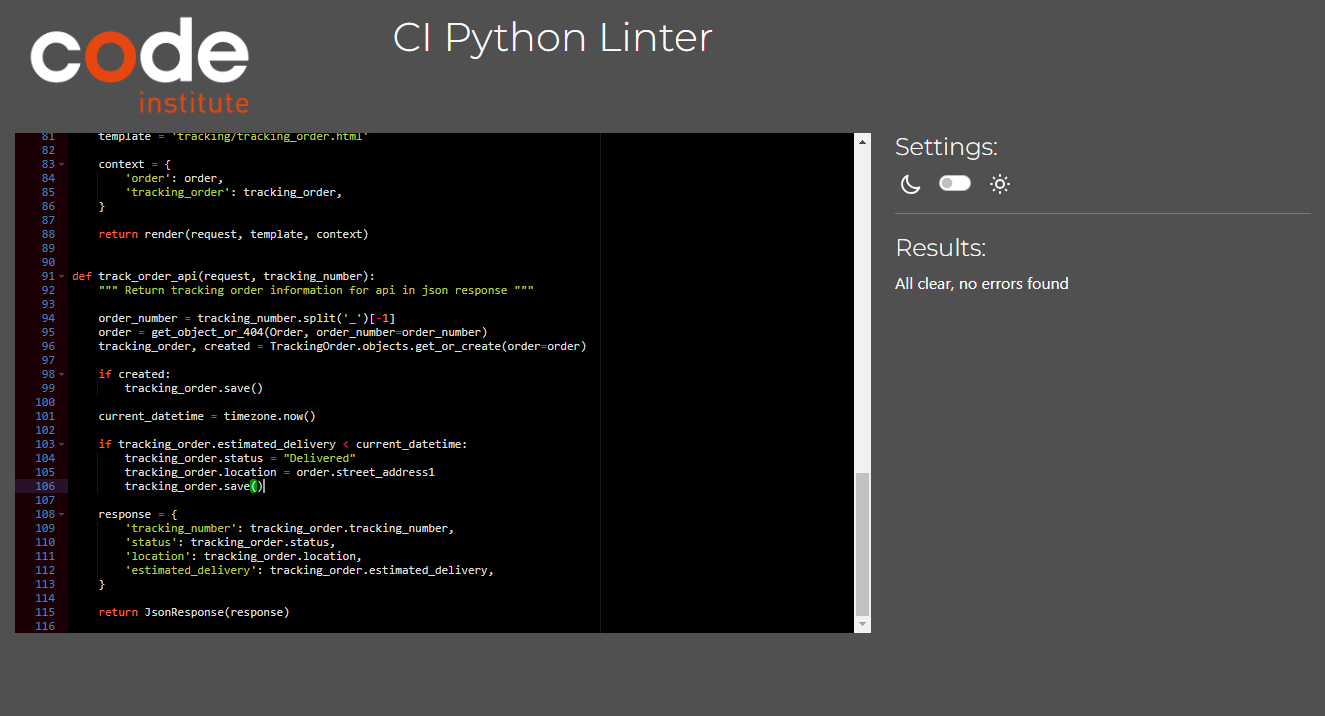 code
institute
CI Python Linter
81 template = 'tracking/tracking_order.html'
82
83 context = {
84 'order': order,
85 'tracking_order': tracking_order,
86 }
87
88 return render(request, template, context)
89
90
91 def track_order_api(request, tracking_number):
92 """ Return tracking order information for api in json response """
93
94 order_number = tracking_number.split('_')[-1]
95 order = get_object_or_404(Order, order_number=order_number)
96 tracking_order, created = TrackingOrder.objects.get_or_create(order=order)
97
98 if created:
99 tracking_order.save()
100
101 current_datetime = timezone.now()
102
103 if tracking_order.estimated_delivery < current_datetime:
104 tracking_order.status = "Delivered"
105 tracking_order.location = order.street_address1
106 tracking_order.save()
107
108 response = {
109 'tracking_number': tracking_order.tracking_number,
110 'status': tracking_order.status,
111 'location': tracking_order.location,
112 'estimated_delivery': tracking_order.estimated_delivery,
113 }
114
115 return JsonResponse(response)
116
Settings:
Results:
All clear, no errors found